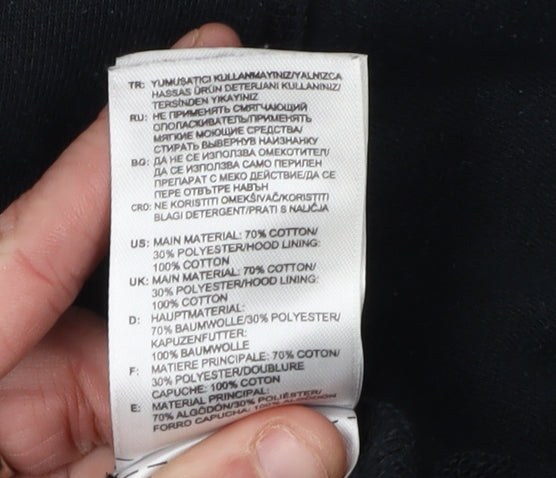 TR: YUMUŞATICI KULLANMAYINIZ/YALNIZCA
HASSAS ÜRÜN DETERJANI KULLANINIZ/
TERSİNDEN YIKAYINIZ
RU: НЕ ПРИМЕНЯТЬ СМЯГЧАЮЩИЙ
ОПОЛАСКИВАТЕЛЬ/ПРИМЕНЯТЬ
МЯГКИЕ МОЮЩИЕ СРЕДСТВА/
СТИРАТЬ ВЫВЕРНУВ НАИЗНАНКУ
BG: ДА НЕ СЕ ИЗПОЛЗВА ОМЕКОТИТЕЛ/
ДА СЕ ИЗПОЛЗВА САМО ПЕРИЛЕН
ПРЕПАРАТ С МЕКО ДЕЙСТВИЕ/ДА СЕ
ПЕРЕ ОТВЪТРЕ НАВЪН
CRO: NE KORISTITI OMEKŠIVAČ/KORISTITI
BLAGI DETERGENT/PRATI S NALIČJA
US: MAIN MATERIAL: 70% COTTON/
30% POLYESTER/HOOD LINING:
100% COTTON
UK: MAIN MATERIAL: 70% COTTON/
30% POLYESTER/HOOD LINING:
100% COTTON
D: HAUPTMATERIAL:
70% BAUMWOLLE/30% POLYESTER/
KAPUZENFUTTER:
100% BAUMWOLLE
F: MATIERE PRINCIPALE: 70% COTON/
30% POLYESTER/DOUBLURE
CAPUCHE: 100% COTON
E: MATERIAL PRINCIPAL:
70% ALGODÓN/30% POLIÉSTER/
FORRO CAPUCHA: 100% ALGODÓN